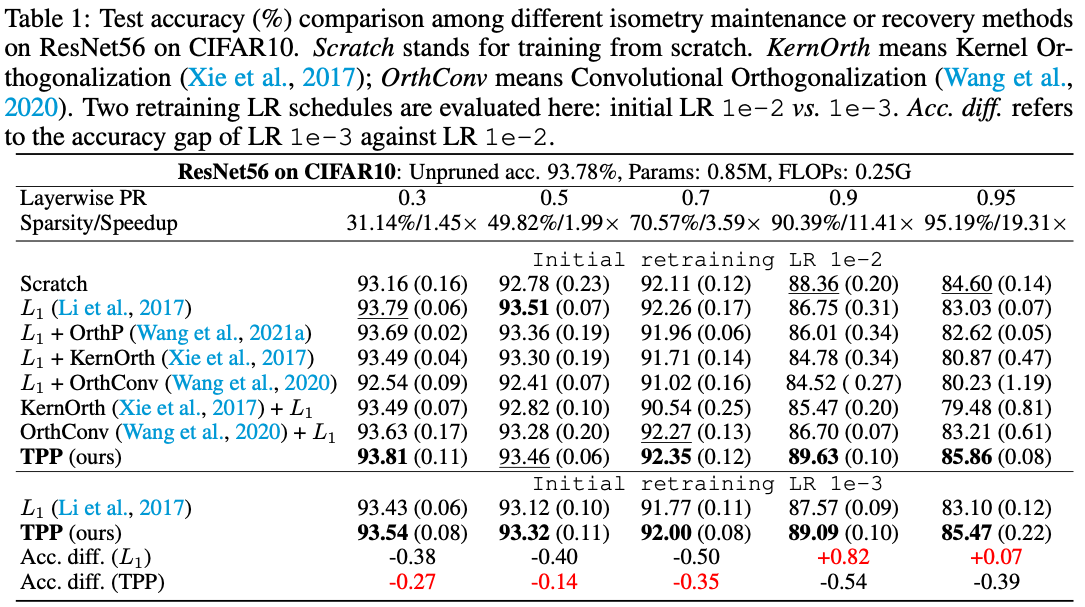 Table 1: Test accuracy (%) comparison among different isometry maintenance or recovery methods
on ResNet56 on CIFAR10. Scratch stands for training from scratch. KernOrth means Kernel Or-
thogonalization (Xie et al., 2017); OrthConv means Convolutional Orthogonalization (Wang et al.,
2020). Two retraining LR schedules are evaluated here: initial LR 1e-2 vs. 1e-3. Acc. diff. refers
to the accuracy gap of LR 1e-3 against LR 1e-2.
ResNet56 on CIFAR10: Unpruned acc. 93.78%, Params: 0.85M, FLOPs: 0.25G
Layerwise PR 0.3 0.5 0.7 0.9 0.95
Sparsity/Speedup 31.14%/1.45× 49.82%/1.99× 70.57%/3.59× 90.39%/11.41× 95.19%/19.31×
Initial retraining LR 1e-2
Scratch 93.16 (0.16) 92.78 (0.23) 92.11 (0.12) 88.36 (0.20) 84.60 (0.14)
L1 (Li et al., 2017) 93.79 (0.06) 93.51 (0.07) 92.26 (0.17) 86.75 (0.31) 83.03 (0.07)
L1 + OrthP (Wang et al., 2021a) 93.69 (0.02) 93.36 (0.19) 91.96 (0.06) 86.01 (0.34) 82.62 (0.05)
L1 + KernOrth (Xie et al., 2017) 93.49 (0.04) 93.30 (0.19) 91.71 (0.14) 84.78 (0.34) 80.87 (0.47)
L1 + OrthConv (Wang et al., 2020) 92.54 (0.09) 92.41 (0.07) 91.02 (0.16) 84.52 ( 0.27) 80.23 (1.19)
KernOrth (Xie et al., 2017) + L1 93.49 (0.07) 92.82 (0.10) 90.54 (0.25) 85.47 (0.20) 79.48 (0.81)
OrthConv (Wang et al., 2020) + L1 93.63 (0.17) 93.28 (0.20) 92.27 (0.13) 86.70 (0.07) 83.21 (0.61)
TPP (ours) 93.81 (0.11) 93.46 (0.06) 92.35 (0.12) 89.63 (0.10) 85.86 (0.08)
Initial retraining LR 1e-3
L1 (Li et al., 2017) 93.43 (0.06) 93.12 (0.10) 91.77 (0.11) 87.57 (0.09) 83.10 (0.12)
TPP (ours) 93.54 (0.08) 93.32 (0.11) 92.00 (0.08) 89.09 (0.10) 85.47 (0.22)
Acc. diff. (L1) -0.38 -0.40 -0.50 +0.82 +0.07
Acc. diff. (TPP) -0.27 -0.14 -0.35 -0.54 -0.39